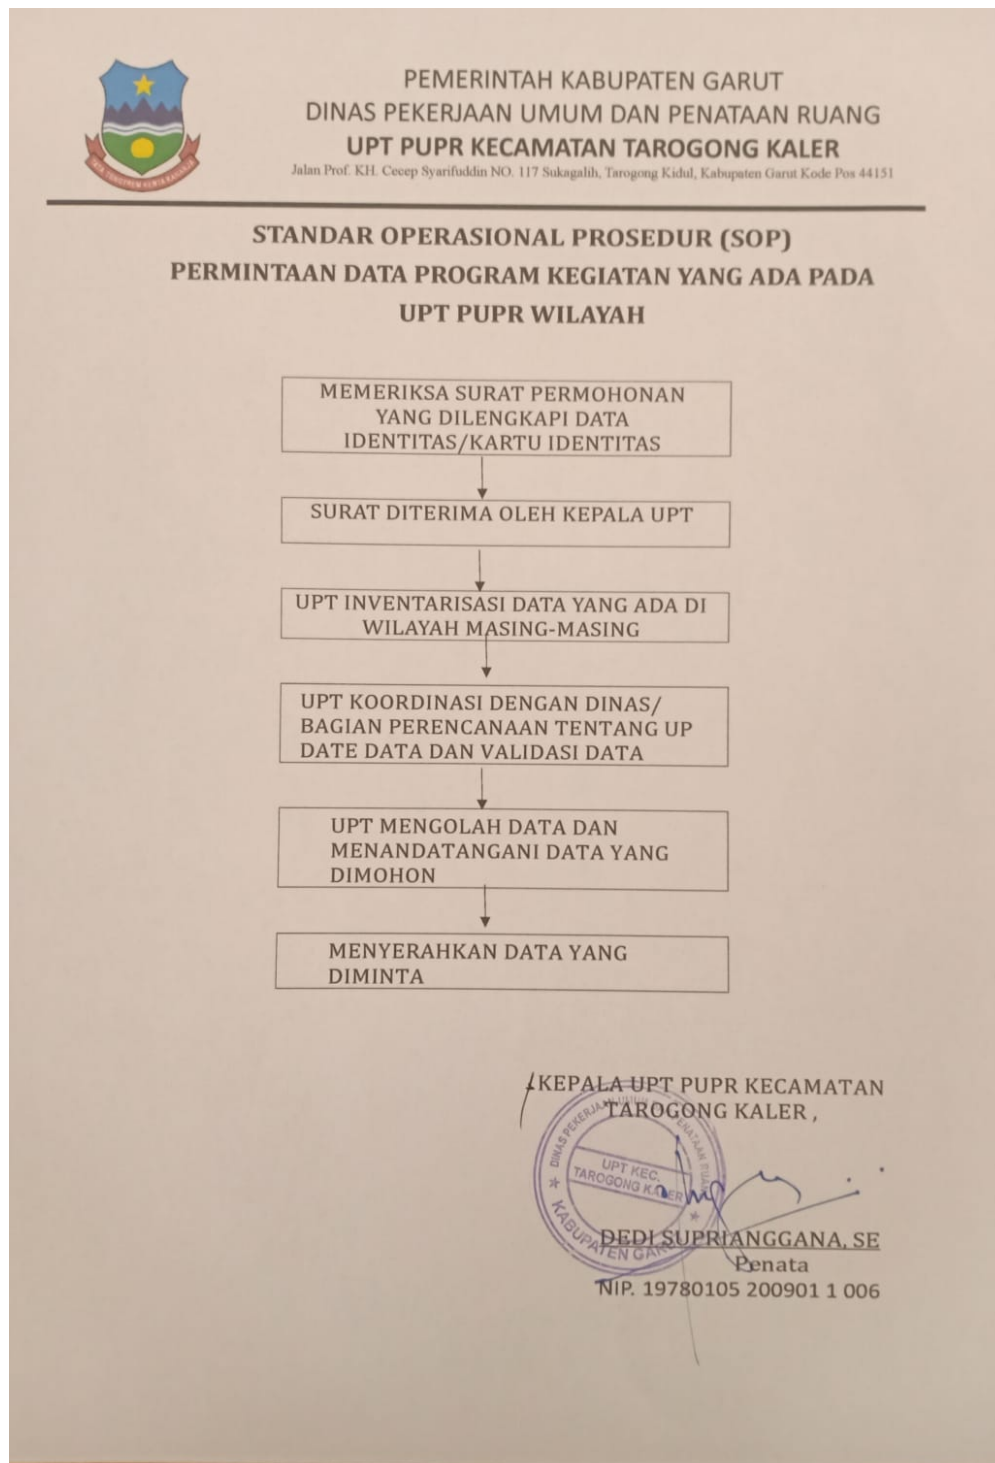 PEMERINTAH KABUPATEN GARUT
DINAS PEKERJAAN UMUM DAN PENATAAN RUANG
UPT PUPR KECAMATAN TAROGONG KALER
Jalan Prof. KH. Cecep Syarifuddin NO. 117 Sukagalih, Tarogong Kidul, Kabupaten Garut Kode Pos 44151
STANDAR OPERASIONAL PROSEDUR (SOP)
PERMINTAAN DATA PROGRAM KEGIATAN YANG ADA PADA
UPT PUPR WILAYAH
MEMERIKSA SURAT PERMOHONAN
YANG DILENGKAPI DATA
IDENTITAS/KARTU IDENTITAS
SURAT DITERIMA OLEH KEPALA UPT
UPT INVENTARISASI DATA YANG ADA DI
WILAYAH MASING-MASING
UPT KOORDINASI DENGAN DINAS/
BAGIAN PERENCANAAN TENTANG UP
DATE DATA DAN VALIDASI DATA
UPT MENGOLAH DATA DAN
MENANDATANGANI DATA YANG
DIMOHON
MENYERAHKAN DATA YANG
DIMINTA
KEPALA UPT PUPR KECAMATAN
TAROGONG KALER ,
DINAS PEKERJAAN UMUM PENATAAN RUANG
UPT KEC.
TAROGONG KALER
KABUPATEN GARUT
DEDI SUPRIANGGANA, SE
Penata
NIP. 19780105 200901 1 006